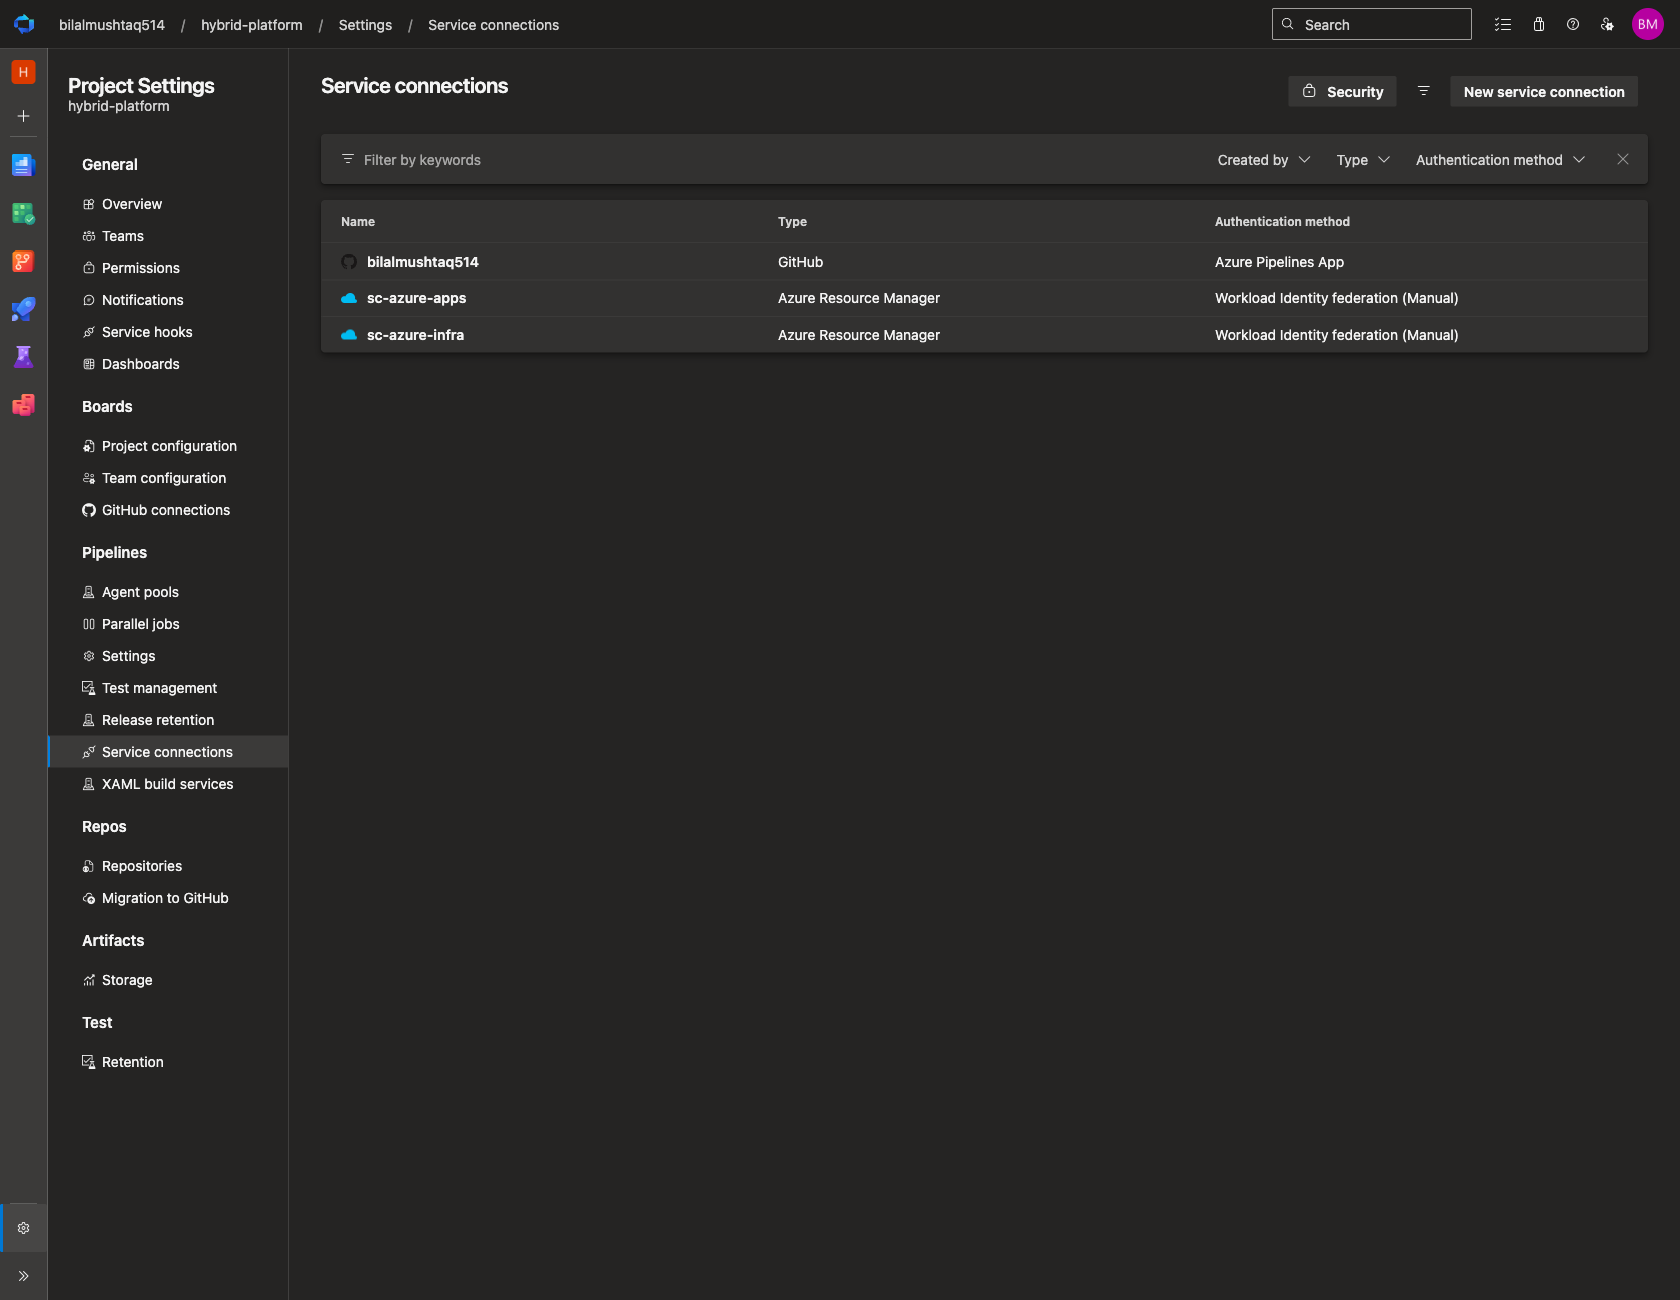 bilalmushtaq514 / hybrid-platform / Settings / Service connections
Search
BM
H
Project Settings
hybrid-platform
General
Overview
Teams
Permissions
Notifications
Service hooks
Dashboards
Boards
Project configuration
Team configuration
GitHub connections
Pipelines
Agent pools
Parallel jobs
Settings
Test management
Release retention
Service connections
XAML build services
Repos
Repositories
Migration to GitHub
Artifacts
Storage
Test
Retention
Service connections
Security
New service connection
Filter by keywords
Created by
Type
Authentication method
Name Type Authentication method
bilalmushtaq514 GitHub Azure Pipelines App
sc-azure-apps Azure Resource Manager Workload Identity federation (Manual)
sc-azure-infra Azure Resource Manager Workload Identity federation (Manual)